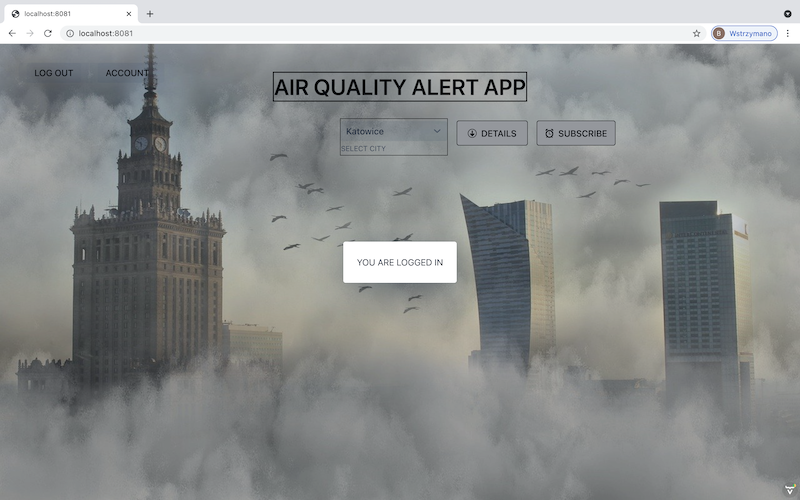 localhost:8081
localhost:8081
B Wstrzymano
LOG OUT
ACCOUNT
AIR QUALITY ALERT APP
Katowice
SELECT CITY
DETAILS
SUBSCRIBE
YOU ARE LOGGED IN